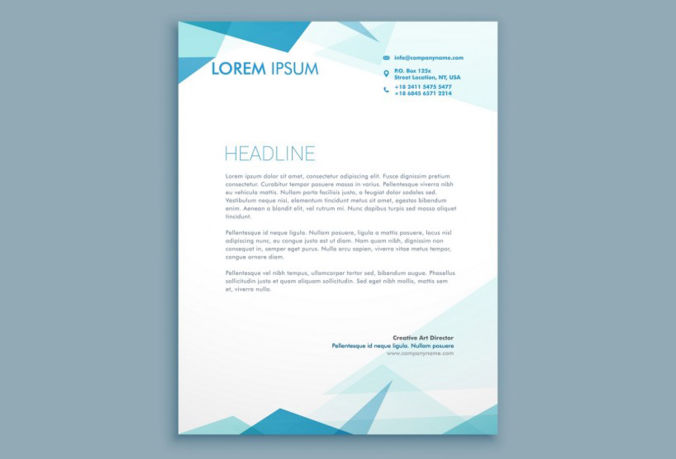 LOREM IPSUM
info@companyname.com
P.O. Box 125x
Street Location, NY, USA
+18 2411 5475 5477
+18 6845 6571 2214
HEADLINE
Lorem ipsum dolor sit amet, consectetur adipiscing elit. Fusce dignissim pretium
consectetur. Curabitur tempor posuere massa in varius. Pellentesque viverra nibh
eu vehicula mattis. Nullam porta facilisis justo, a feugiat dolor sodales sed.
Vestibulum neque nisi, elementum tincidunt mattis sit amet, egestas bibendum
enim. Aenean a blandit elit, vel rutrum mi. Nunc dapibus turpis sed massa aliquet
tincidunt.
Pellentesque id neque ligula. Nullam posuere, ligula a mattis posuere, lacus nisl
adipiscing nunc, eu congue justo est at diam. Nam quam nibh, dignissim non
consequat in, semper eget purus. Nulla arcu sapien, viverra vitae metus tempor,
congue ornare diam.
Pellentesque vel nibh tempus, ullamcorper tortor sed, bibendum diam. Phasellus
sollicitudin justo et quam aliquam sollicitudin. Sed eget nibh mollis, mattis sem
et, viverra nulla.
Creative Art Director
Pellentesque id neque ligula. Nullam posuere
www.companyname.com